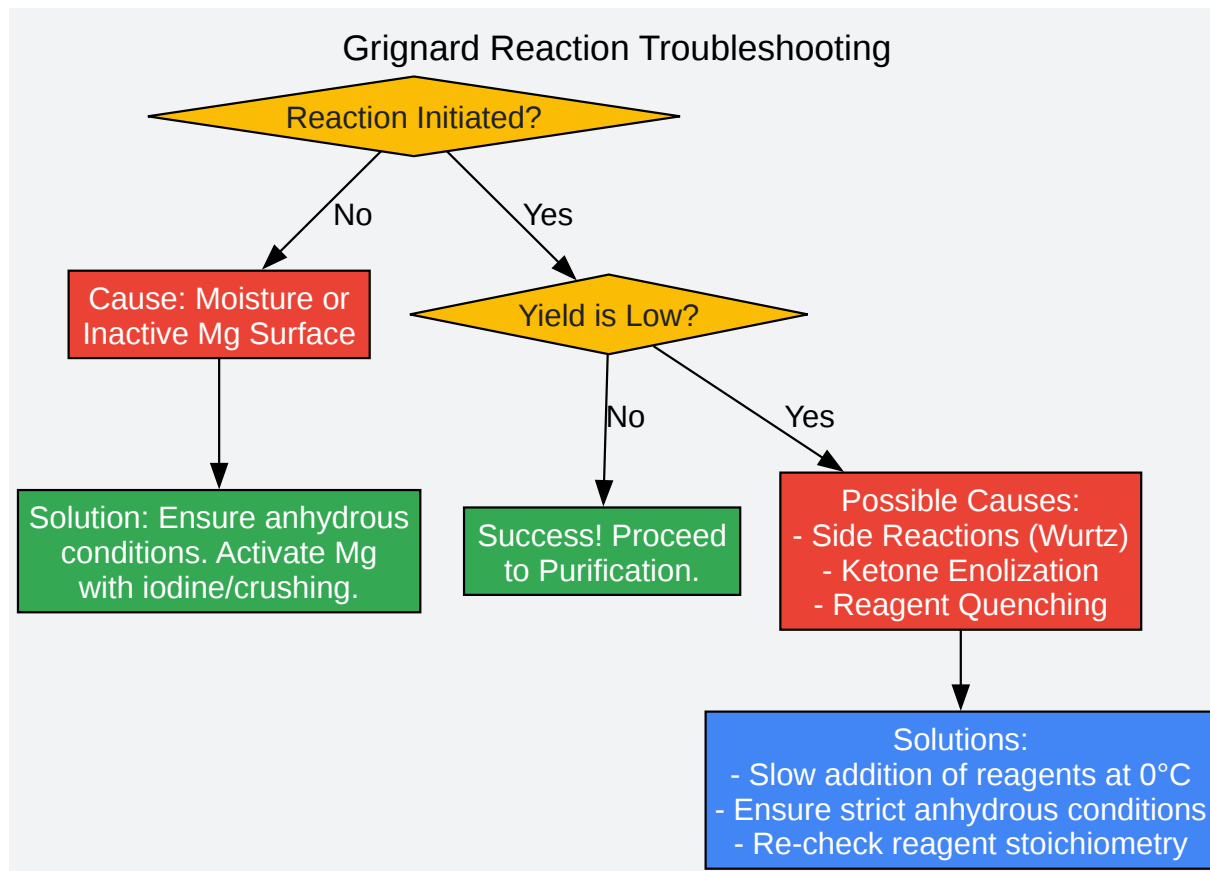 Grignard Reaction Troubleshooting
Reaction Initiated?
No
Yes
Cause: Moisture or
Inactive Mg Surface
Yield is Low?
No
Yes
Solution: Ensure anhydrous
conditions. Activate Mg
with iodine/crushing.
Success! Proceed
to Purification.
Possible Causes:
- Side Reactions (Wurtz)
- Ketone Enolization
- Reagent Quenching
Solutions:
- Slow addition of reagents at 0°C
- Ensure strict anhydrous conditions
- Re-check reagent stoichiometry